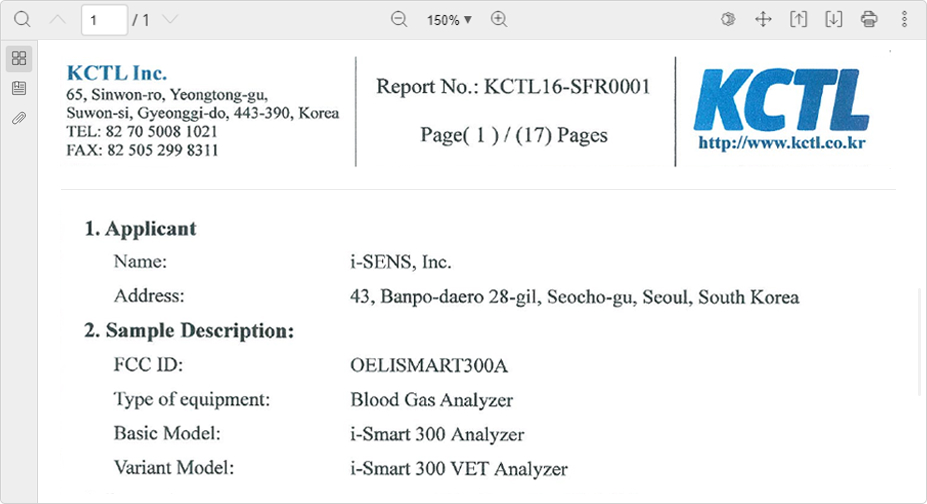 1 / 1
150%
KCTL Inc.
65, Sinwon-ro, Yeongtong-gu,
Suwon-si, Gyeonggi-do, 443-390, Korea
TEL: 82 70 5008 1021
FAX: 82 505 299 8311
Report No.: KCTL16-SFR0001
Page( 1 ) / (17) Pages
KCTL
http://www.kctl.co.kr
1. Applicant
Name: i-SENS, Inc.
Address: 43, Banpo-daero 28-gil, Seocho-gu, Seoul, South Korea
2. Sample Description:
FCC ID: OELISMART300A
Type of equipment: Blood Gas Analyzer
Basic Model: i-Smart 300 Analyzer
Variant Model: i-Smart 300 VET Analyzer